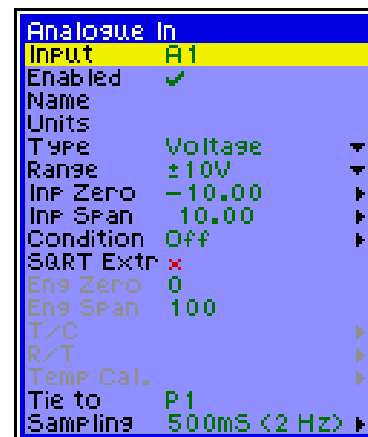 Analogue In
Input A1
Enabled ✓
Name
Units
Type Voltage
Range ±10V
Inp Zero -10.00
Inp Span 10.00
Condition Off
SQRT Extr x
Eng Zero 0
Eng Span 100
T/C
R/T
Temp Cal.
Tie to P1
Sampling 500mS (2 Hz)